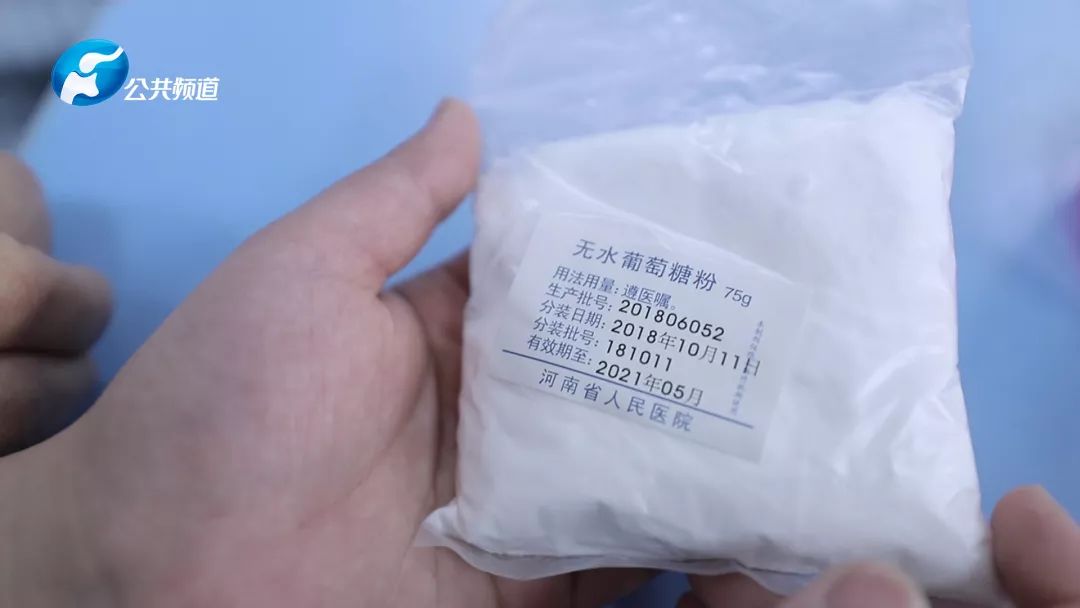 公共频道
无水葡萄糖粉 75g
用法用量: 遵医嘱。
生产批号: 201806052
分装日期: 2018年10月11日
分装批号: 181011
有效期至: 2021年05月
河南省人民医院